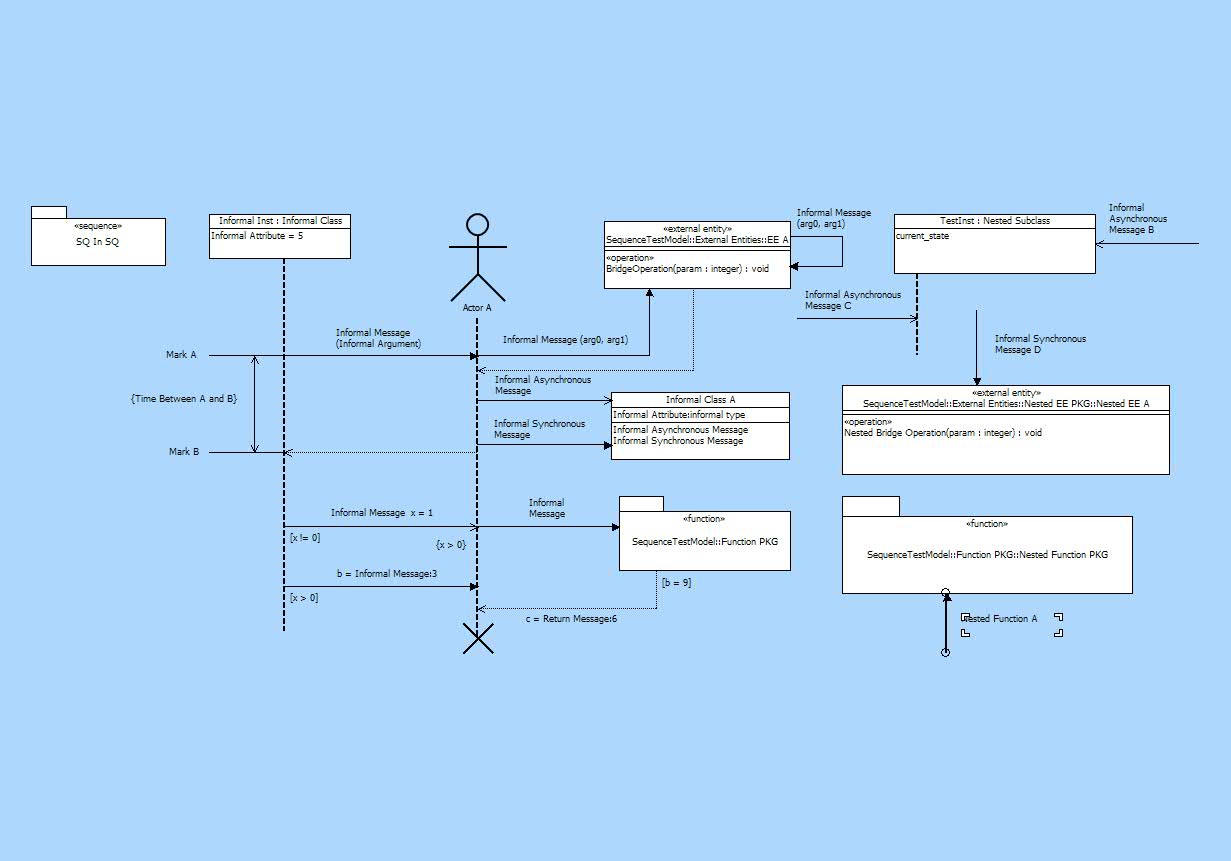 «sequence»
SQ In SQ
Informal Inst : Informal Class
Informal Attribute = 5
Actor A
«external entity»
SequenceTestModel::External Entities::EE A
«operation»
BridgeOperation(param : integer) : void
Informal Message
(arg0, arg1)
TestInst : Nested Subclass
current_state
Informal
Asynchronous
Message B
Informal Asynchronous
Message C
Informal Synchronous
Message D
Mark A
Informal Message
(Informal Argument)
Informal Message (arg0, arg1)
{Time Between A and B}
Mark B
Informal Asynchronous
Message
Informal Synchronous
Message
Informal Class A
Informal Attribute:informal type
Informal Asynchronous Message
Informal Synchronous Message
«external entity»
SequenceTestModel::External Entities::Nested EE PKG::Nested EE A
«operation»
Nested Bridge Operation(param : integer) : void
Informal Message  x = 1
[x != 0]
{x > 0}
Informal
Message
«function»
SequenceTestModel::Function PKG
«function»
SequenceTestModel::Function PKG::Nested Function PKG
b = Informal Message:3
[x > 0]
[b = 9]
c = Return Message:6
Nested Function A